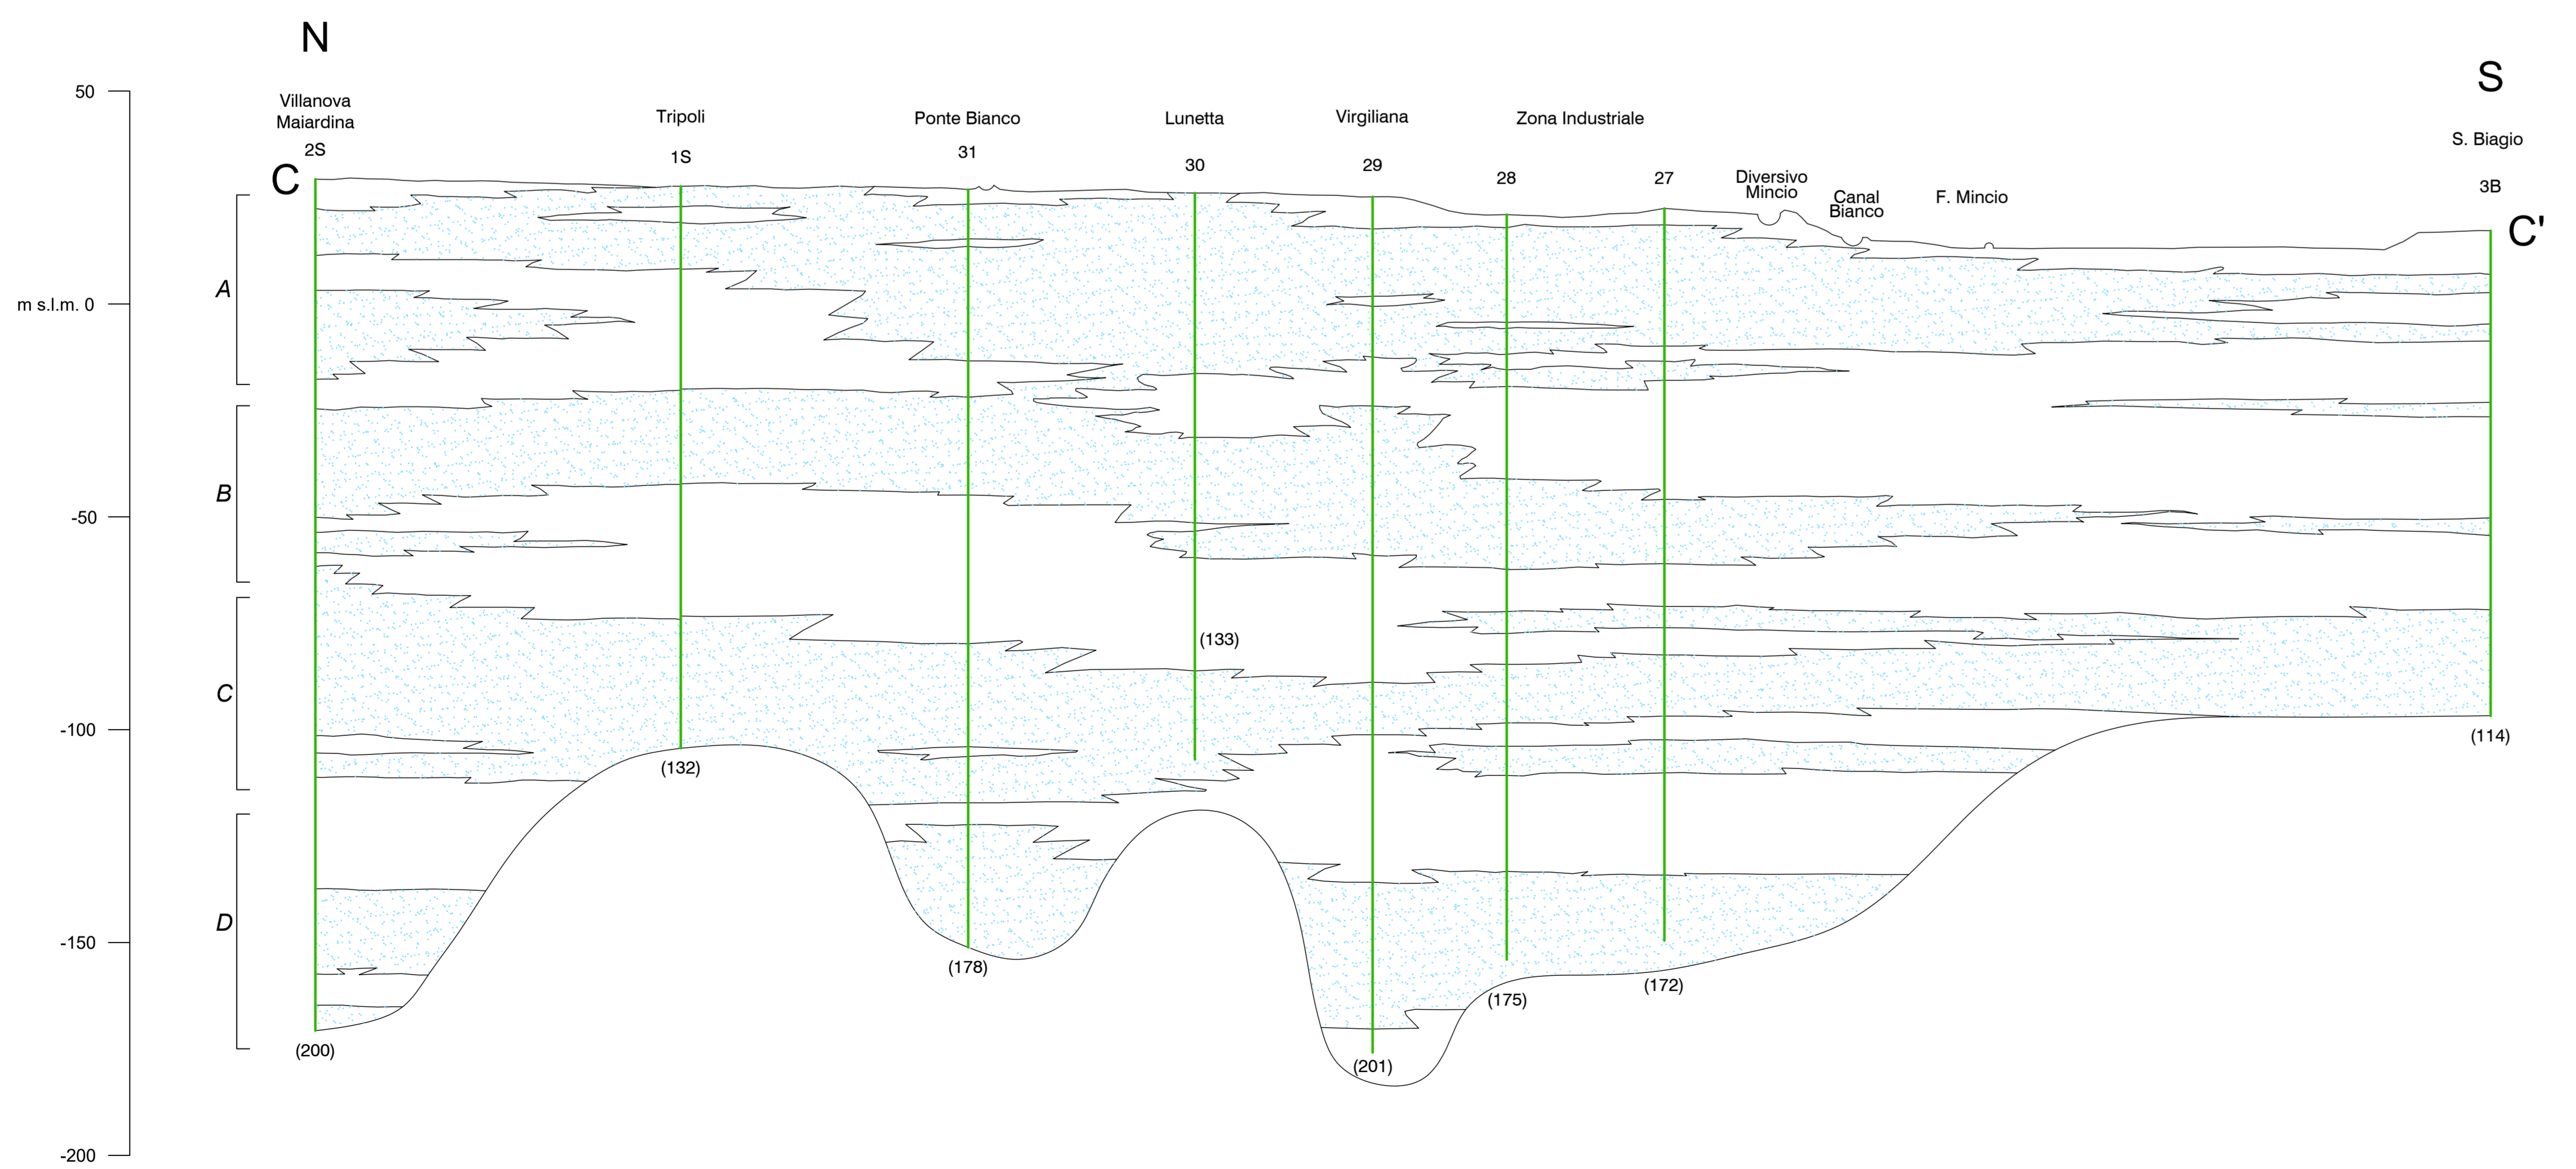 N
S
50
Villanova
Maiardina
2S
Tripoli
1S
Ponte Bianco
31
Lunetta
30
Virgiliana
29
Zona Industriale
28
27
Diversivo
Mincio
Canal
Bianco
F. Mincio
S. Biagio
3B
C
C'
A
m s.l.m. 0
B
-50
(133)
C
-100
(114)
(132)
D
-150
(178)
(172)
(175)
(200)
(201)
-200